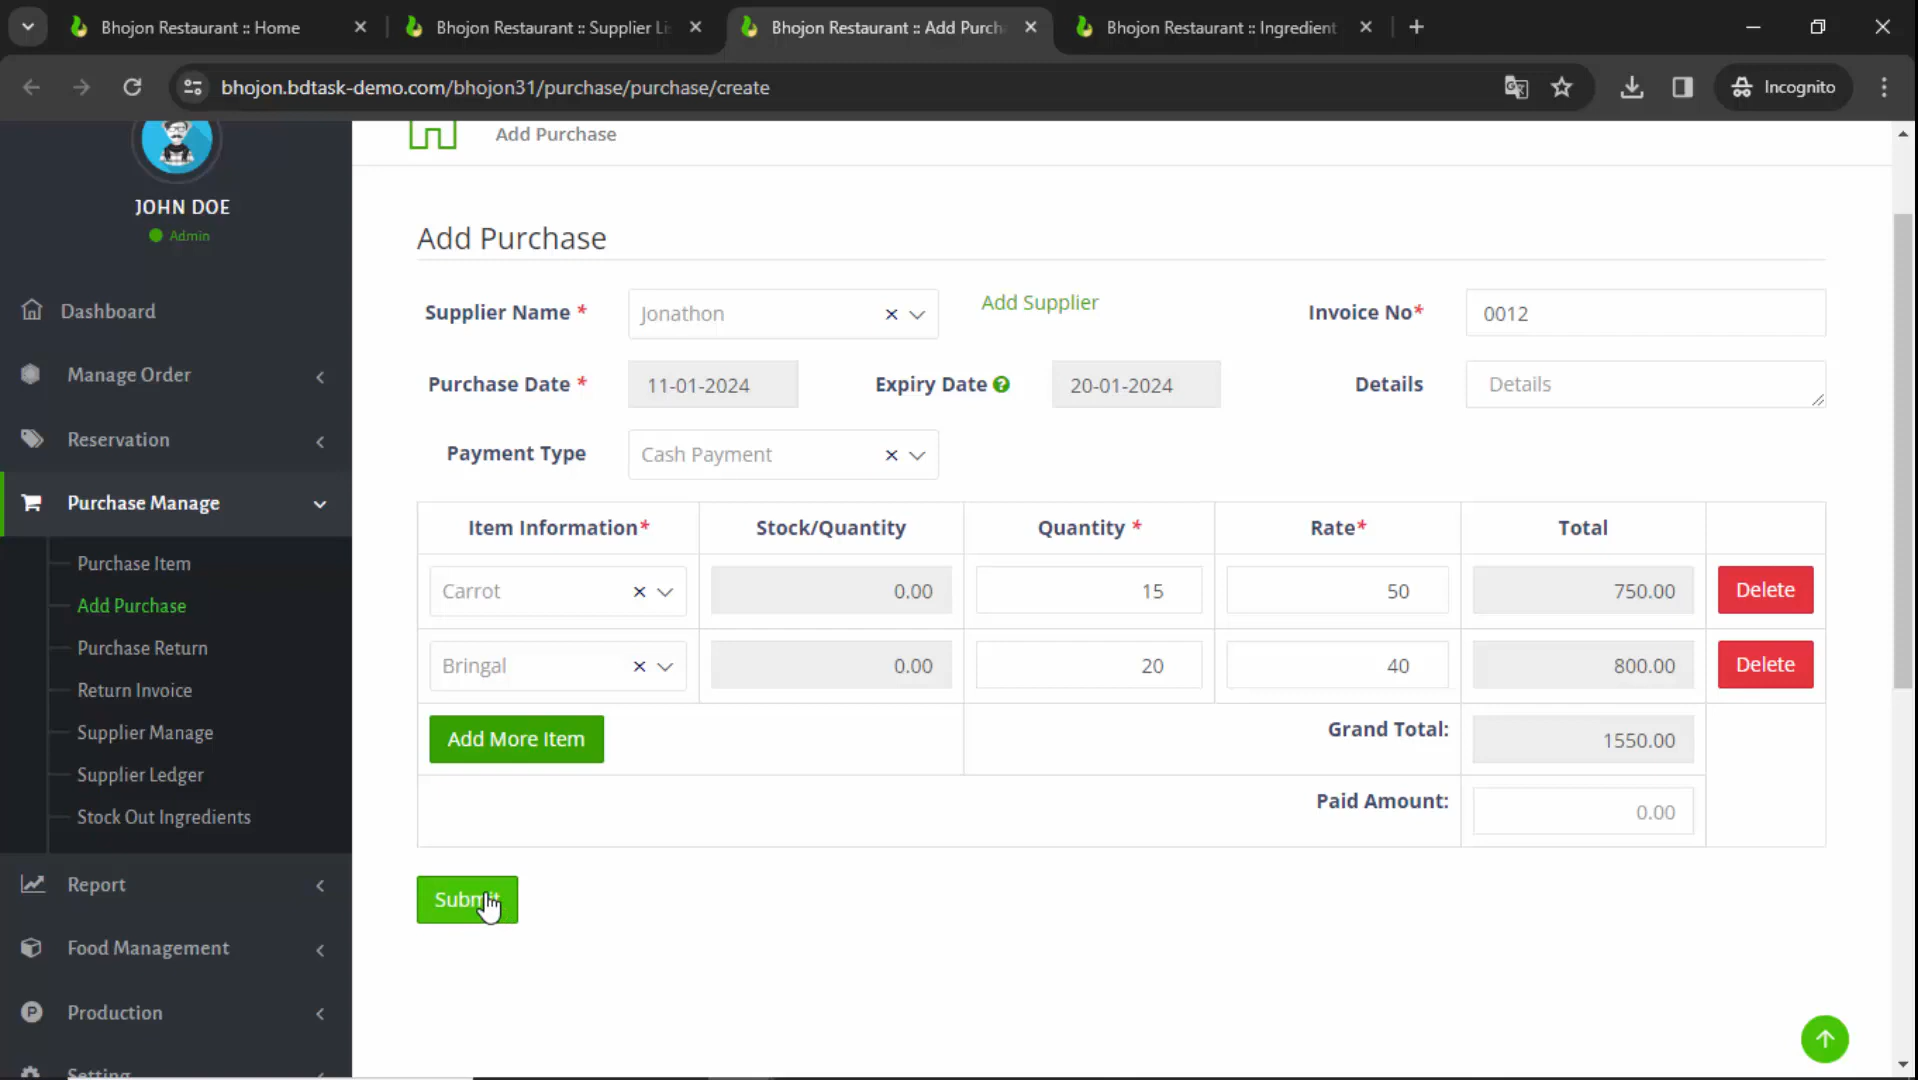 Bhojon Restaurant :: Home
Bhojon Restaurant :: Supplier Li
Bhojon Restaurant :: Add Purch
Bhojon Restaurant :: Ingredient
bhojon.bdtask-demo.com/bhojon31/purchase/purchase/create
Incognito
JOHN DOE
Admin
Dashboard
Manage Order
Reservation
Purchase Manage
Purchase Item
Add Purchase
Purchase Return
Return Invoice
Supplier Manage
Supplier Ledger
Stock Out Ingredients
Report
Food Management
P Production
Setting
Add Purchase
Add Purchase
Supplier Name * Jonathon × Add Supplier Invoice No* 0012
Purchase Date * 11-01-2024 Expiry Date ? 20-01-2024 Details Details
Payment Type Cash Payment ×
Item Information* Stock/Quantity Quantity * Rate* Total
Carrot × 0.00 15 50 750.00 Delete
Bringal × 0.00 20 40 800.00 Delete
Add More Item Grand Total: 1550.00
Paid Amount: 0.00
Submit